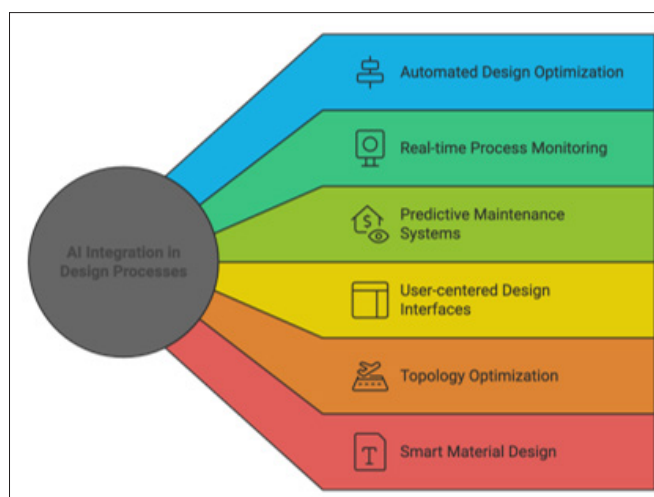 AI Integration in
Design Processes
Automated Design Optimization
Real-time Process Monitoring
$
Predictive Maintenance
Systems
User-centered Design
Interfaces
Topology Optimization
T
Smart Material Design